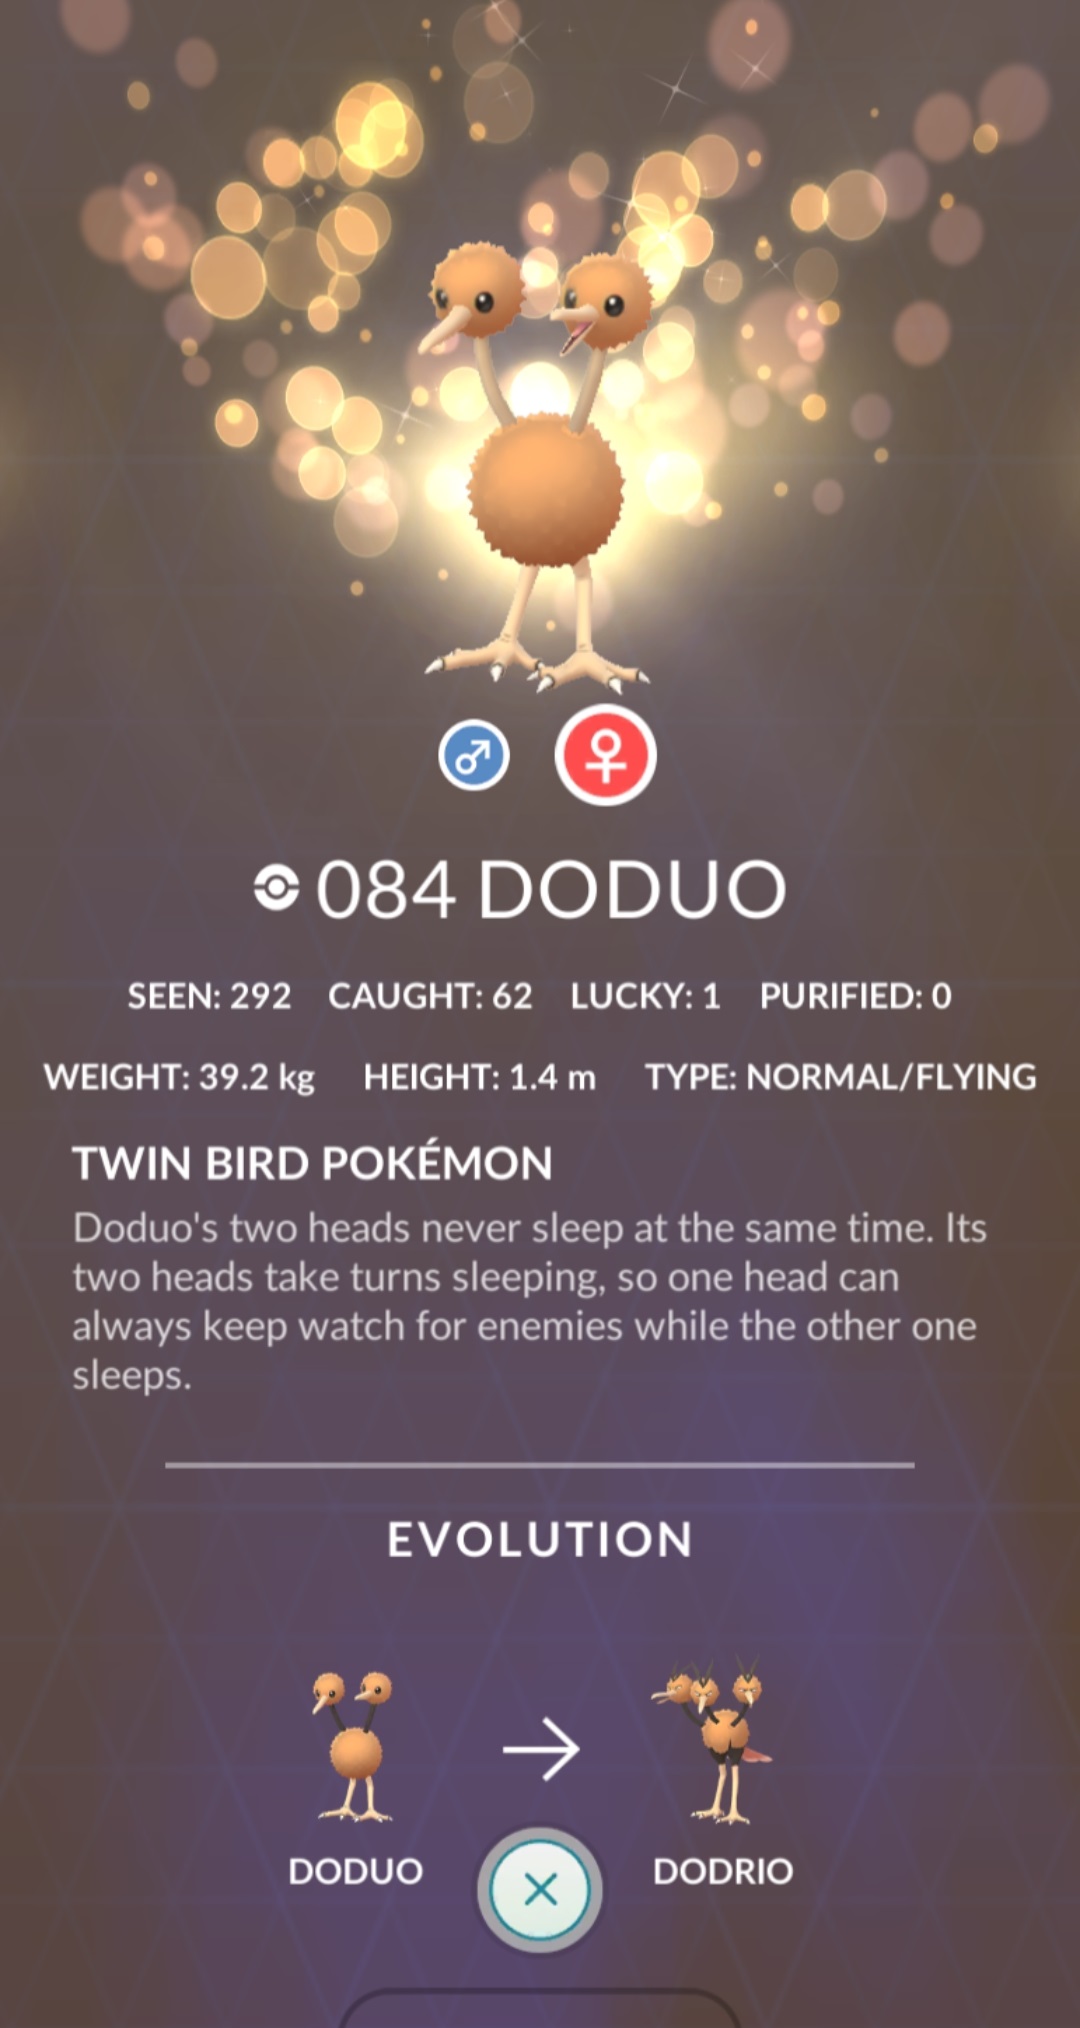 084 DODUO
SEEN: 292 CAUGHT: 62 LUCKY: 1 PURIFIED: 0
WEIGHT: 39.2 kg HEIGHT: 1.4 m TYPE: NORMAL/FLYING
TWIN BIRD POKÉMON
Doduo's two heads never sleep at the same time. Its
two heads take turns sleeping, so one head can
always keep watch for enemies while the other one
sleeps.
EVOLUTION
DODUO DODRIO